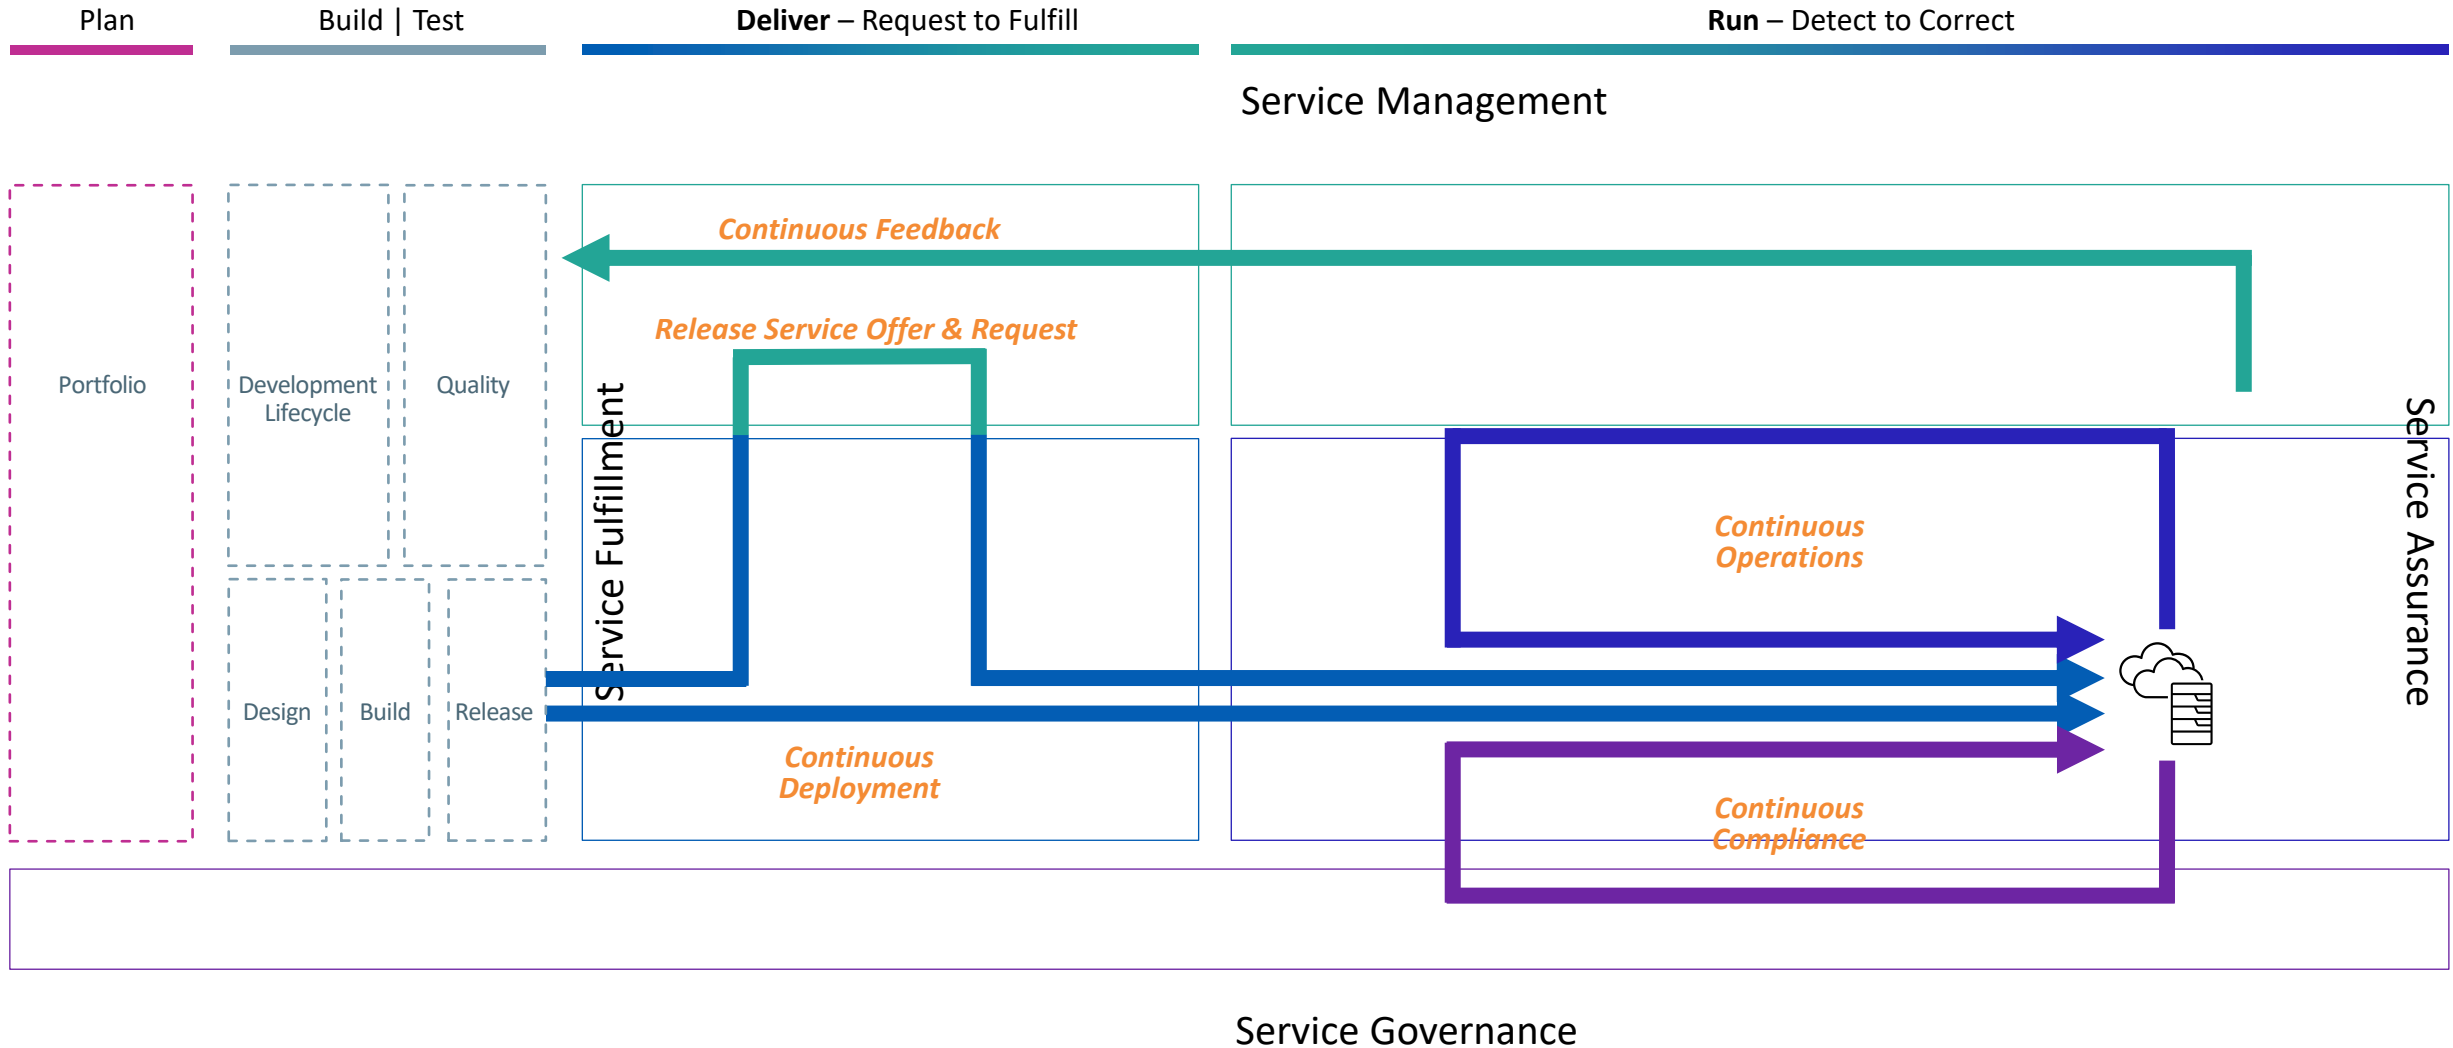 Plan
Build | Test
Deliver – Request to Fulfill
Run – Detect to Correct
Service Management
Continuous Feedback
Release Service Offer & Request
Portfolio
Development
Lifecycle
Quality
Service Fulfillment
Service Assurance
Continuous
Operations
Design
Build
Release
Continuous
Deployment
Continuous
Compliance
Service Governance